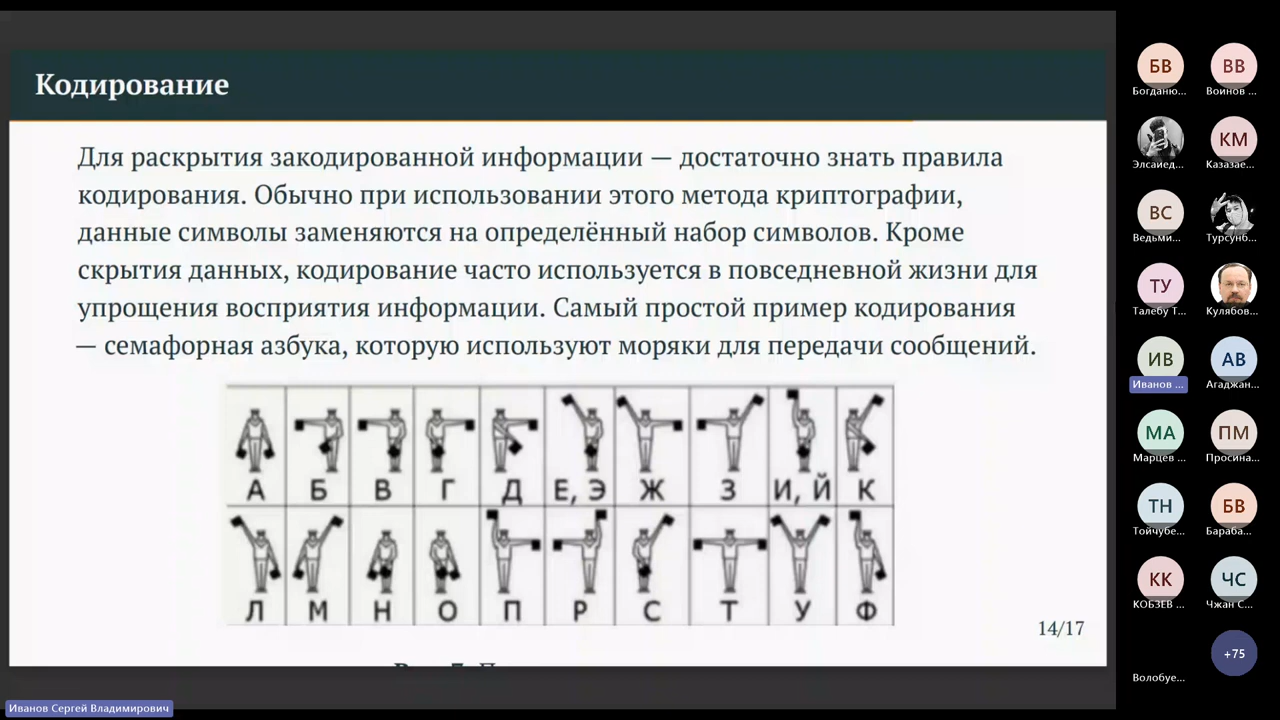 Кодирование
Для раскрытия закодированной информации — достаточно знать правила
кодирования. Обычно при использовании этого метода криптографии,
данные символы заменяются на определённый набор символов. Кроме
скрытия данных, кодирование часто используется в повседневной жизни для
упрощения восприятия информации. Самый простой пример кодирования
— семафорная азбука, которую используют моряки для передачи сообщений.
А Б В Г Д Е, Э Ж З И, Й К
Л М Н О П Р С Т У Ф
14/17
Иванов Сергей Владимирович
БВ ВВ
Богданю... Воинов ...
КМ
Элсаиед... Казазае...
ВС
Ведьми... Турсунб...
ТУ
Талебу Т... Кулябов...
ИВ АВ
Иванов ... Агаджан...
МА ПМ
Марцев ... Просина...
ТН БВ
Тойчубе... Бараба...
КК ЧС
КОБЗЕВ ... Чжан С...
+75
Волобуе...